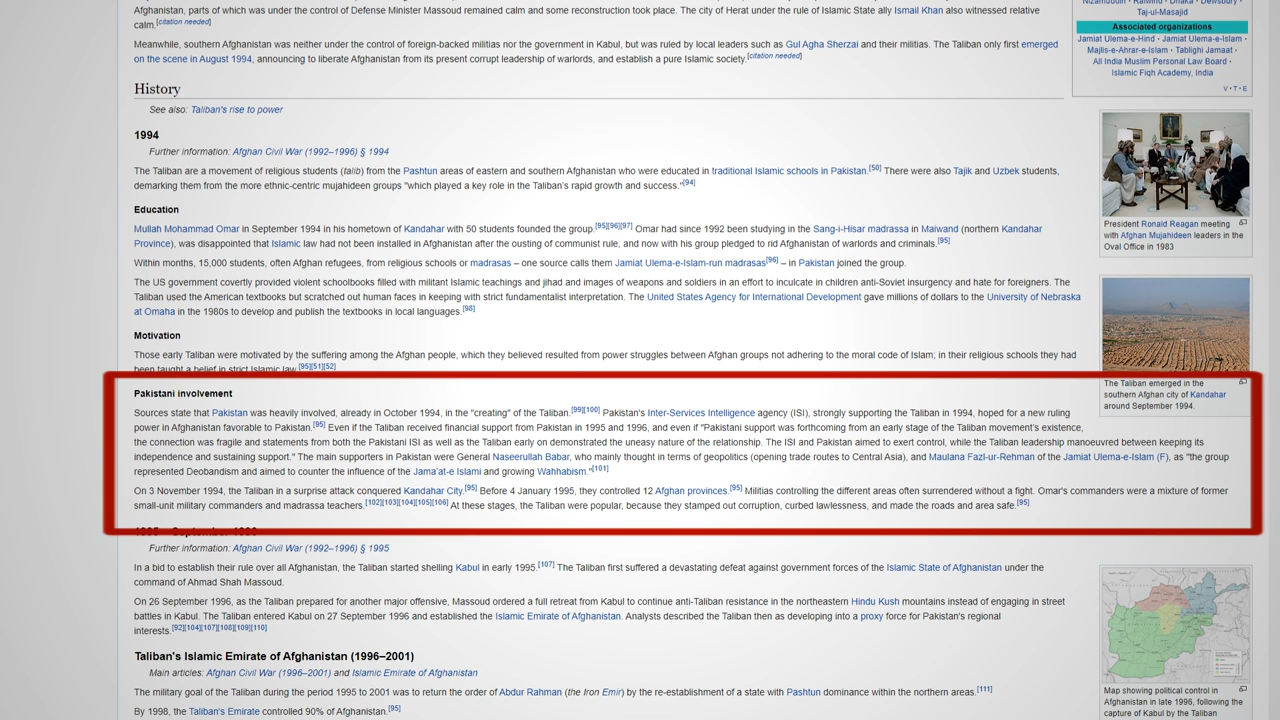 Afghanistan, parts of which was under the control of Defense Minister Massoud remained calm and some reconstruction took place. The city of Herat under the rule of Islamic State ally Ismail Khan also witnessed relative
calm.[citation needed]
Meanwhile, southern Afghanistan was neither under the control of foreign-backed militias nor the government in Kabul, but was ruled by local leaders such as Gul Agha Sherzai and their militias. The Taliban only first emerged
on the scene in August 1994, announcing to liberate Afghanistan from its present corrupt leadership of warlords, and establish a pure Islamic society.[citation needed]
History
See also: Taliban's rise to power
1994
Further information: Afghan Civil War (1992–1996) § 1994
The Taliban are a movement of religious students (talib) from the Pashtun areas of eastern and southern Afghanistan who were educated in traditional Islamic schools in Pakistan.[50] There were also Tajik and Uzbek students,
demarking them from the more ethnic-centric mujahideen groups "which played a key role in the Taliban's rapid growth and success."[94]
Education
Mullah Mohammad Omar in September 1994 in his hometown of Kandahar with 50 students founded the group.[95][96][97] Omar had since 1992 been studying in the Sang-i-Hisar madrassa in Maiwand (northern Kandahar
Province), was disappointed that Islamic law had not been installed in Afghanistan after the ousting of communist rule, and now with his group pledged to rid Afghanistan of warlords and criminals.[95]
Within months, 15,000 students, often Afghan refugees, from religious schools or madrasas – one source calls them Jamiat Ulema-e-Islam-run madrasas[96] – in Pakistan joined the group.
The US government covertly provided violent schoolbooks filled with militant Islamic teachings and jihad and images of weapons and soldiers in an effort to inculcate in children anti-Soviet insurgency and hate for foreigners. The
Taliban used the American textbooks but scratched out human faces in keeping with strict fundamentalist interpretation. The United States Agency for International Development gave millions of dollars to the University of Nebraska
at Omaha in the 1980s to develop and publish the textbooks in local languages.[98]
Motivation
Those early Taliban were motivated by the suffering among the Afghan people, which they believed resulted from power struggles between Afghan groups not adhering to the moral code of Islam; in their religious schools they had
been taught a belief in strict Islamic law.[95][51][52]
Pakistani involvement
Sources state that Pakistan was heavily involved, already in October 1994, in the "creating" of the Taliban.[99][100] Pakistan's Inter-Services Intelligence agency (ISI), strongly supporting the Taliban in 1994, hoped for a new ruling
power in Afghanistan favorable to Pakistan.[95] Even if the Taliban received financial support from Pakistan in 1995 and 1996, and even if "Pakistani support was forthcoming from an early stage of the Taliban movement's existence,
the connection was fragile and statements from both the Pakistani ISI as well as the Taliban early on demonstrated the uneasy nature of the relationship. The ISI and Pakistan aimed to exert control, while the Taliban leadership manoeuvred between keeping its
independence and sustaining support." The main supporters in Pakistan were General Naseerullah Babar, who mainly thought in terms of geopolitics (opening trade routes to Central Asia), and Maulana Fazl-ur-Rehman of the Jamiat Ulema-e-Islam (F), as "the group
represented Deobandism and aimed to counter the influence of the Jama'at-e Islami and growing Wahhabism."[101]
On 3 November 1994, the Taliban in a surprise attack conquered Kandahar City.[95] Before 4 January 1995, they controlled 12 Afghan provinces.[95] Militias controlling the different areas often surrendered without a fight. Omar's commanders were a mixture of former
small-unit military commanders and madrassa teachers.[102][103][104][105][106] At these stages, the Taliban were popular, because they stamped out corruption, curbed lawlessness, and made the roads and area safe.[95]
1995 – September 1996
Further information: Afghan Civil War (1992–1996) § 1995
In a bid to establish their rule over all Afghanistan, the Taliban started shelling Kabul in early 1995.[107] The Taliban first suffered a devastating defeat against government forces of the Islamic State of Afghanistan under the
command of Ahmad Shah Massoud.
On 26 September 1996, as the Taliban prepared for another major offensive, Massoud ordered a full retreat from Kabul to continue anti-Taliban resistance in the northeastern Hindu Kush mountains instead of engaging in street
battles in Kabul. The Taliban entered Kabul on 27 September 1996 and established the Islamic Emirate of Afghanistan. Analysts described the Taliban then as developing into a proxy force for Pakistan's regional
interests.[92][104][107][108][109][110]
Taliban's Islamic Emirate of Afghanistan (1996–2001)
Main articles: Afghan Civil War (1996–2001) and Islamic Emirate of Afghanistan
The military goal of the Taliban during the period 1995 to 2001 was to return the order of Abdur Rahman (the Iron Emir) by the re-establishment of a state with Pashtun dominance within the northern areas.[111]
By 1998, the Taliban's Emirate controlled 90% of Afghanistan.[95]
Nizamuddin • Raiwind • Dhaka • Dewsbury •
Taj-ul-Masajid
Associated organizations
Jamiat Ulema-e-Hind • Jamiat Ulema-e-Islam •
Majlis-e-Ahrar-e-Islam • Tablighi Jamaat •
All India Muslim Personal Law Board •
Islamic Fiqh Academy, India
V • T • E
President Ronald Reagan meeting
with Afghan Mujahideen leaders in the
Oval Office in 1983
The Taliban emerged in the
southern Afghan city of Kandahar
around September 1994.
Map showing political control in
Afghanistan in late 1996, following the
capture of Kabul by the Taliban